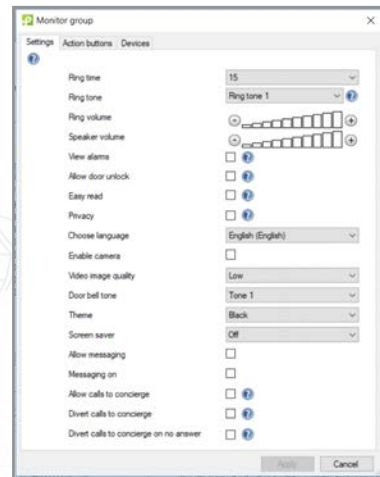 Monitor group
Settings Action buttons Devices
Ring time 15
Ring tone Ring tone 1
Ring volume
Speaker volume
View alarms
Allow door unlock
Easy read
Privacy
Choose language English (English)
Enable camera
Video image quality Low
Door bell tone Tone 1
Theme Black
Screen saver Off
Allow messaging
Messaging on
Allow calls to concierge
Divert calls to concierge
Divert calls to concierge on no answer
Apply Cancel